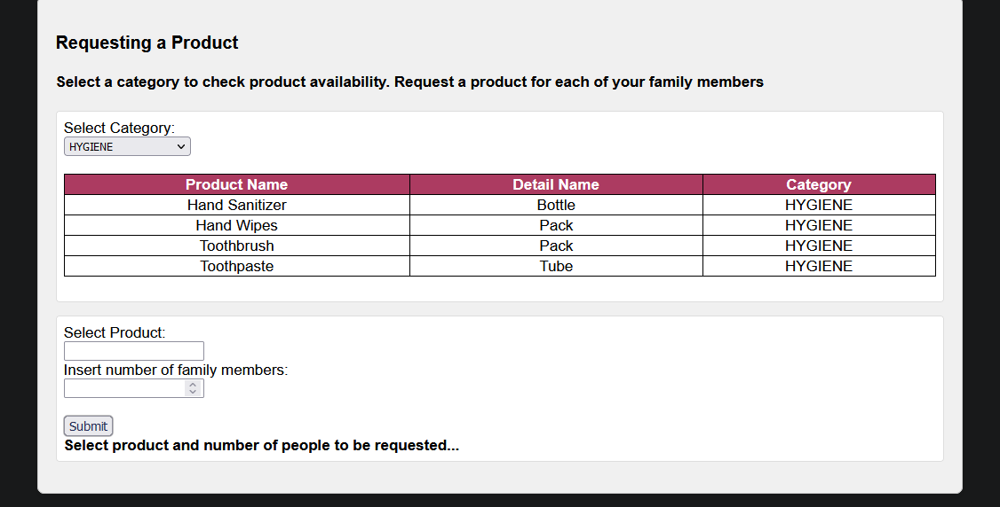 Requesting a Product
Select a category to check product availability. Request a product for each of your family members
Select Category:
HYGIENE
Product Name Detail Name Category
Hand Sanitizer Bottle HYGIENE
Hand Wipes Pack HYGIENE
Toothbrush Pack HYGIENE
Toothpaste Tube HYGIENE
Select Product:
Insert number of family members:
Submit
Select product and number of people to be requested...